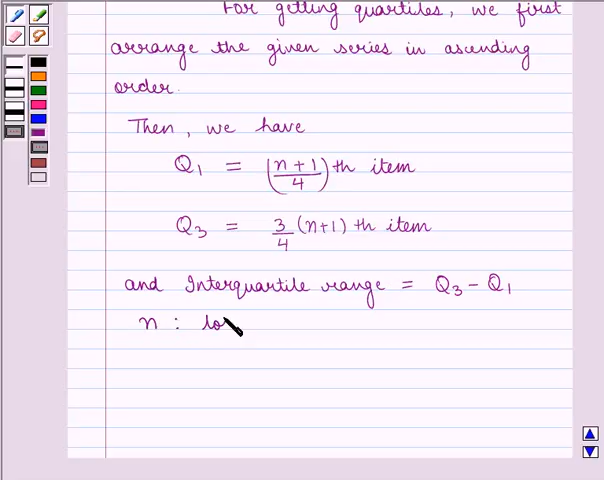 For getting quartiles, we first
arrange the given series in ascending
order.
Then, we have
Q₁ = (n+1/4)th item
Q₃ = 3/4 (n+1) th item
and Interquartile range = Q₃ − Q₁
n :